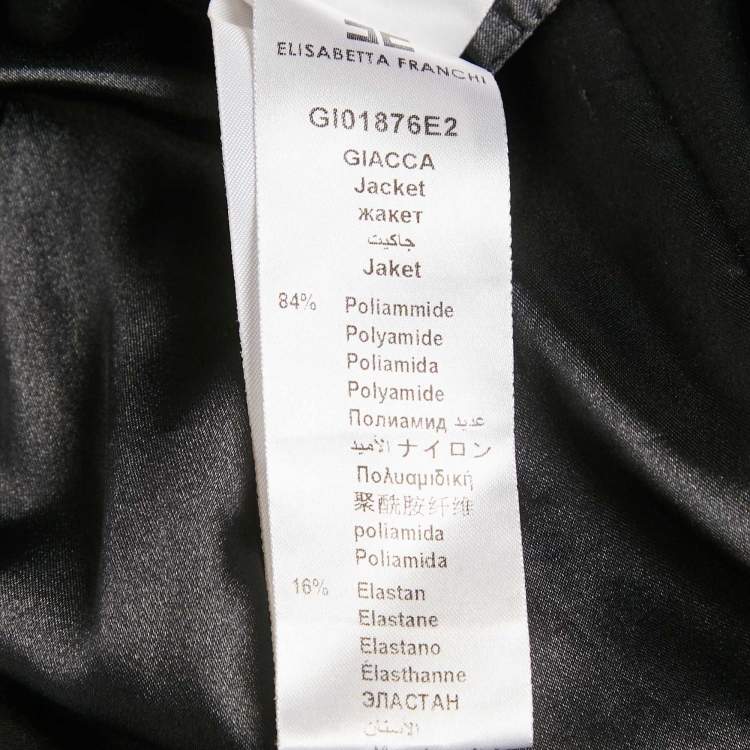 ELISABETTA FRANCHI
GI01876E2
GIACCA
Jacket
жакет
جاكيت
Jaket
84% Poliammide
Polyamide
Poliamida
Polyamide
Полиамид عديد
الأميد ナイロン
Πολυαμιδική
聚酰胺纤维
poliamida
Poliamida
16% Elastan
Elastane
Elastano
Élasthanne
ЭЛАСТАН
الاستان